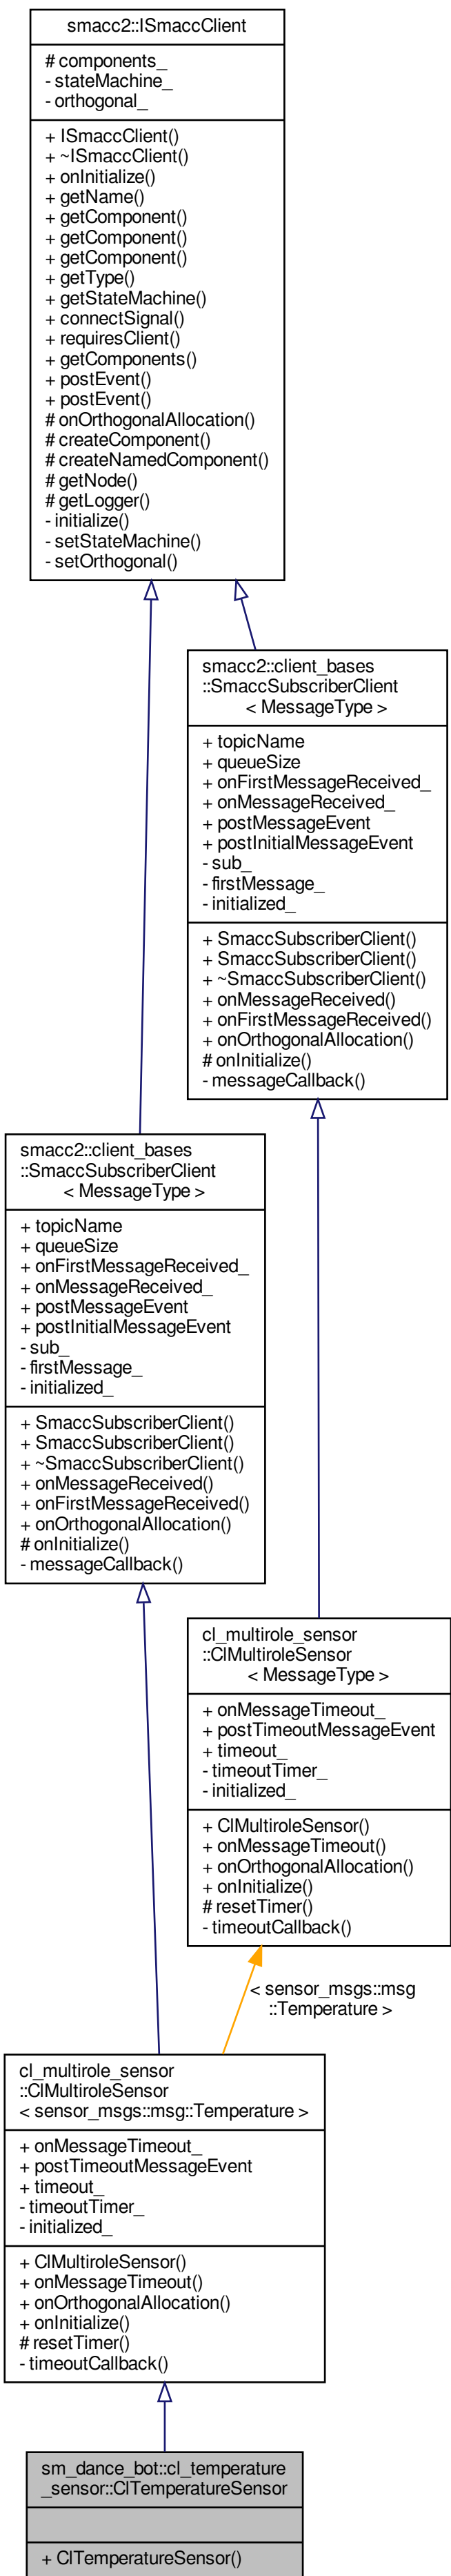 smacc2::ISmaccClient
# components_
- stateMachine_
- orthogonal_
+ ISmaccClient()
+ ~ISmaccClient()
+ onInitialize()
+ getName()
+ getComponent()
+ getComponent()
+ getComponent()
+ getType()
+ getStateMachine()
+ connectSignal()
+ requiresClient()
+ getComponents()
+ postEvent()
+ postEvent()
# onOrthogonalAllocation()
# createComponent()
# createNamedComponent()
# getNode()
# getLogger()
- initialize()
- setStateMachine()
- setOrthogonal()
smacc2::client_bases
::SmaccSubscriberClient
< MessageType >
+ topicName
+ queueSize
+ onFirstMessageReceived_
+ onMessageReceived_
+ postMessageEvent
+ postInitialMessageEvent
- sub_
- firstMessage_
- initialized_
+ SmaccSubscriberClient()
+ SmaccSubscriberClient()
+ ~SmaccSubscriberClient()
+ onMessageReceived()
+ onFirstMessageReceived()
+ onOrthogonalAllocation()
# onInitialize()
- messageCallback()
smacc2::client_bases
::SmaccSubscriberClient
< MessageType >
+ topicName
+ queueSize
+ onFirstMessageReceived_
+ onMessageReceived_
+ postMessageEvent
+ postInitialMessageEvent
- sub_
- firstMessage_
- initialized_
+ SmaccSubscriberClient()
+ SmaccSubscriberClient()
+ ~SmaccSubscriberClient()
+ onMessageReceived()
+ onFirstMessageReceived()
+ onOrthogonalAllocation()
# onInitialize()
- messageCallback()
cl_multirole_sensor
::ClMultiroleSensor
< MessageType >
+ onMessageTimeout_
+ postTimeoutMessageEvent
+ timeout_
- timeoutTimer_
- initialized_
+ ClMultiroleSensor()
+ onMessageTimeout()
+ onOrthogonalAllocation()
+ onInitialize()
# resetTimer()
- timeoutCallback()
< sensor_msgs::msg
::Temperature >
cl_multirole_sensor
::ClMultiroleSensor
< sensor_msgs::msg::Temperature >
+ onMessageTimeout_
+ postTimeoutMessageEvent
+ timeout_
- timeoutTimer_
- initialized_
+ ClMultiroleSensor()
+ onMessageTimeout()
+ onOrthogonalAllocation()
+ onInitialize()
# resetTimer()
- timeoutCallback()
sm_dance_bot::cl_temperature
_sensor::ClTemperatureSensor
+ ClTemperatureSensor()